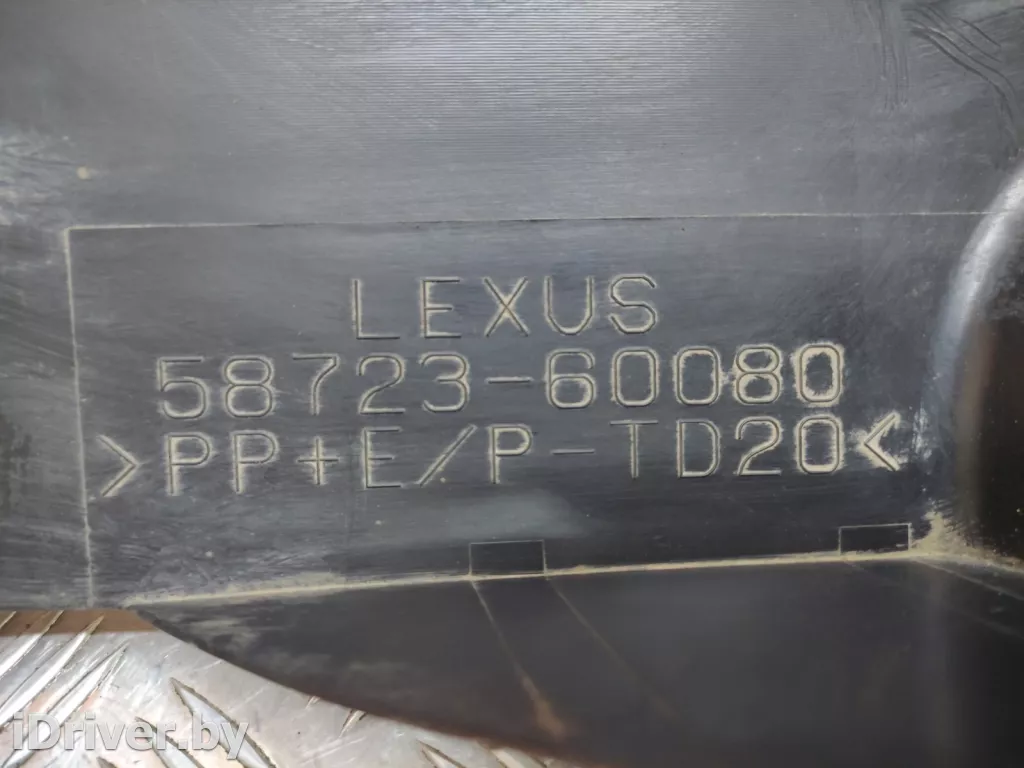 LEXUS
58723-60080
>PP+E/P-TD20<
iDriver.by